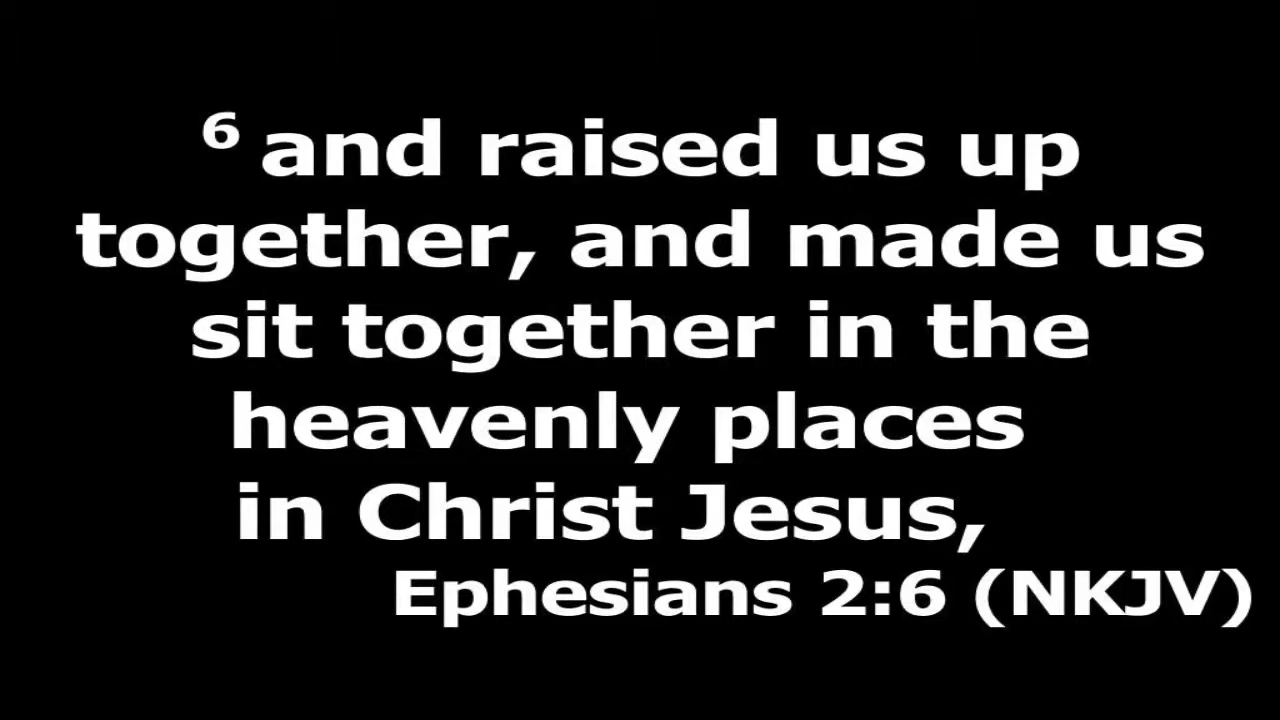 ⁶ and raised us up
together, and made us
sit together in the
heavenly places
in Christ Jesus,
Ephesians 2:6 (NKJV)